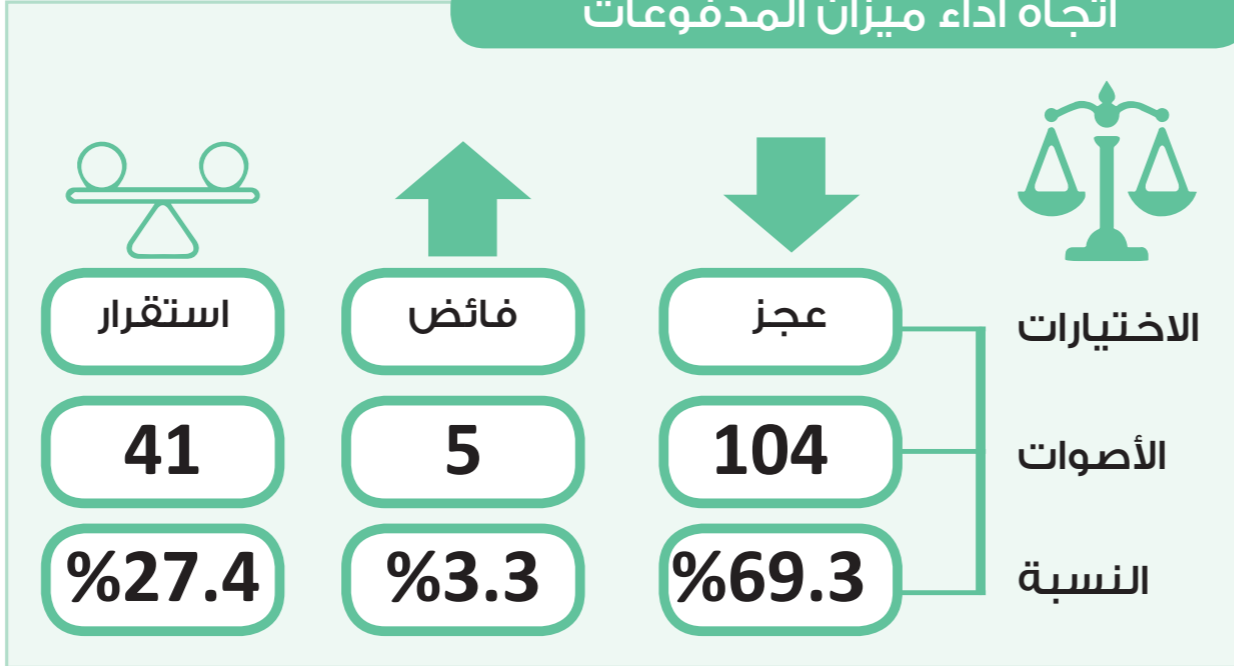 اتجاه أداء ميزان المدفوعات
الاختيارات عجز فائض استقرار
الأصوات 104 5 41
النسبة %69.3 %3.3 %27.4